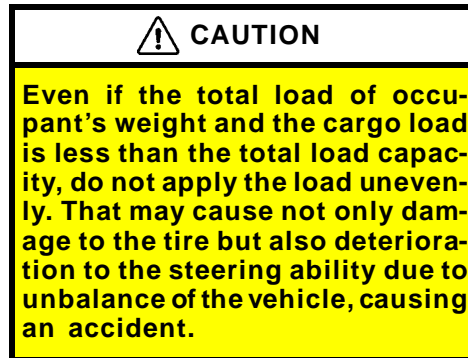 CAUTION
Even if the total load of occu-
pant's weight and the cargo load
is less than the total load capac-
ity, do not apply the load uneven-
ly. That may cause not only dam-
age to the tire but also deteriora-
tion to the steering ability due to
unbalance of the vehicle, causing
an accident.